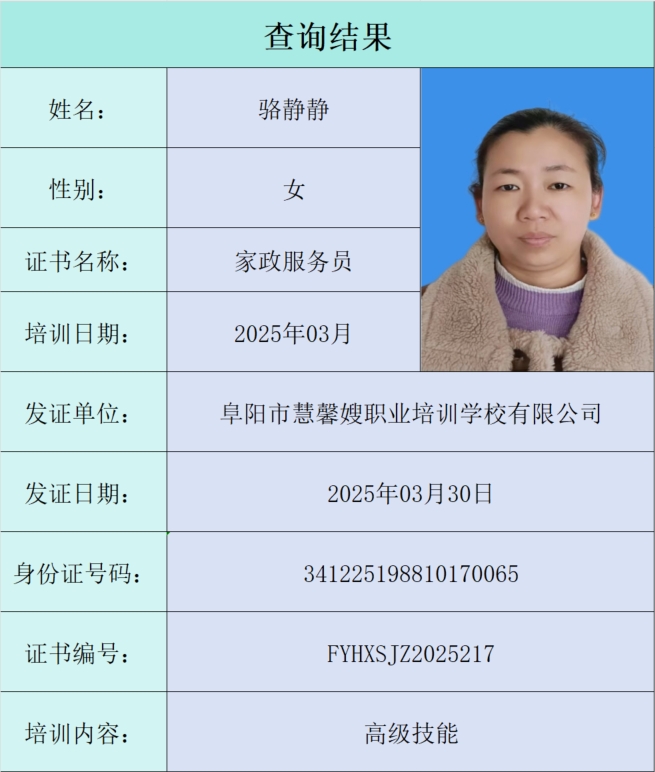 查询结果
姓名： 骆静静
性别： 女
证书名称： 家政服务员
培训日期： 2025年03月
发证单位： 阜阳市慧馨嫂职业培训学校有限公司
发证日期： 2025年03月30日
身份证号码： 341225198810170065
证书编号： FYHXSJZ2025217
培训内容： 高级技能